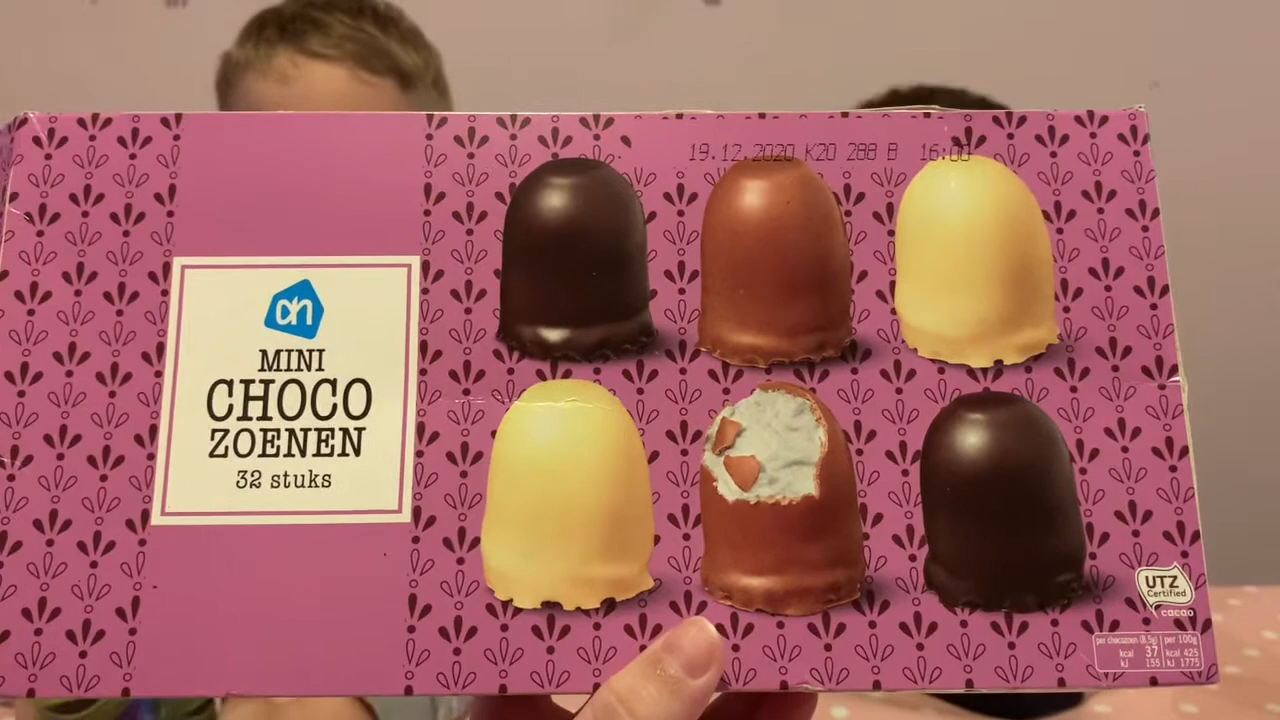 19.12.2020 K20 288 B 16:00
ah
MINI
CHOCO
ZOENEN
32 stuks
UTZ
Certified
cacao
per chocozoen (8.5g) per 100g
kcal 37 kcal 425
kJ 155 kJ 1775